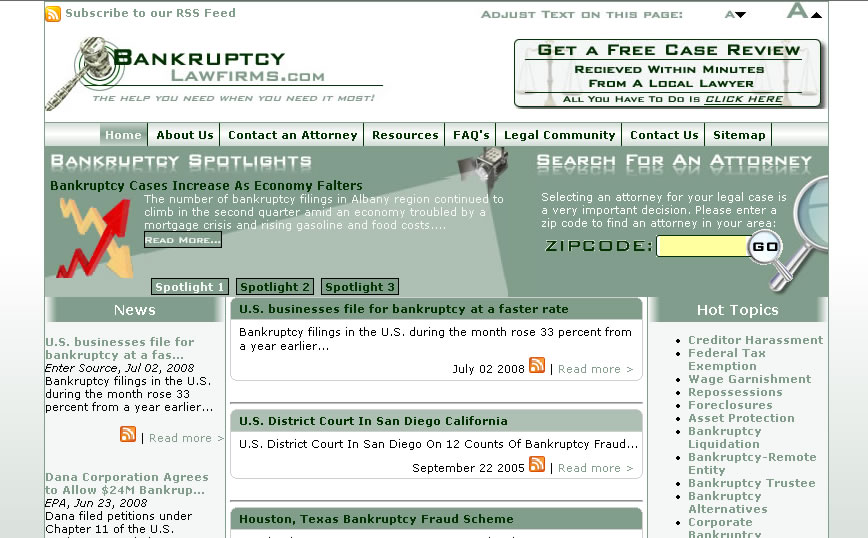 Subscribe to our RSS Feed
Adjust Text on this page: A A
Bankruptcy
Lawfirms.com
The help you need when you need it most!
Get a Free Case Review
Recieved Within Minutes
From A Local Lawyer
All You Have To Do Is Click Here
Home About Us Contact an Attorney Resources FAQ's Legal Community Contact Us Sitemap
Bankruptcy Spotlights
Bankruptcy Cases Increase As Economy Falters
The number of bankruptcy filings in Albany region continued to
climb in the second quarter amid an economy troubled by a
mortgage crisis and rising gasoline and food costs....
Read More...
Spotlight 1 Spotlight 2 Spotlight 3
Search For An Attorney
Selecting an attorney for your legal case is
a very important decision. Please enter a
zip code to find an attorney in your area:
Zipcode: GO
News
U.S. businesses file for
bankruptcy at a fas...
Enter Source, Jul 02, 2008
Bankruptcy filings in the U.S.
during the month rose 33
percent from a year earlier...
| Read more >
Dana Corporation Agrees
to Allow $24M Bankrup...
EPA, Jun 23, 2008
Dana filed petitions under
Chapter 11 of the U.S.
U.S. businesses file for bankruptcy at a faster rate
Bankruptcy filings in the U.S. during the month rose 33 percent from
a year earlier...
July 02 2008 | Read more >
U.S. District Court In San Diego California
U.S. District Court In San Diego On 12 Counts Of Bankruptcy Fraud...
September 22 2005 | Read more >
Houston, Texas Bankruptcy Fraud Scheme
Hot Topics
Creditor Harassment
Federal Tax
Exemption
Wage Garnishment
Repossessions
Foreclosures
Asset Protection
Bankruptcy
Liquidation
Bankruptcy-Remote
Entity
Bankruptcy Trustee
Bankruptcy
Alternatives
Corporate
Bankruptcy